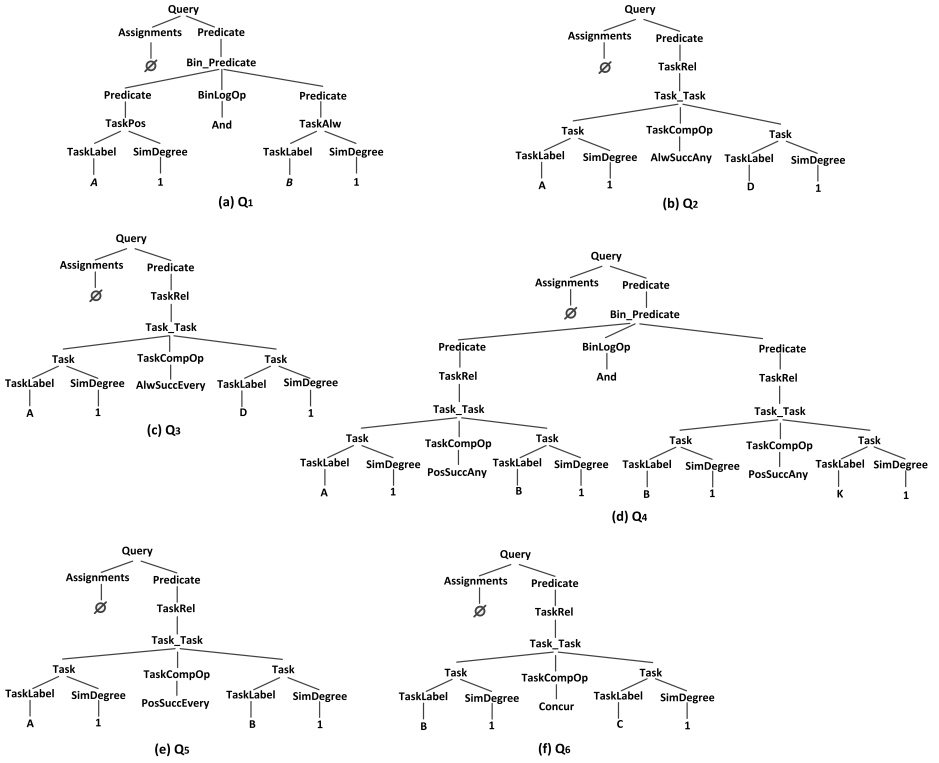 Query
Assignments Predicate
∅ Bin_Predicate
Predicate BinLogOp Predicate
TaskPos And TaskAlw
TaskLabel SimDegree TaskLabel SimDegree
A 1 B 1
(a) Q1
Query
Assignments Predicate
∅ TaskRel
Task_Task
Task TaskCompOp Task
TaskLabel SimDegree AlwSuccAny TaskLabel SimDegree
A 1 D 1
(b) Q2
Query
Assignments Predicate
∅ TaskRel
Task_Task
Task TaskCompOp Task
TaskLabel SimDegree AlwSuccEvery TaskLabel SimDegree
A 1 D 1
(c) Q3
Query
Assignments Predicate
∅ Bin_Predicate
Predicate BinLogOp Predicate
TaskRel And TaskRel
Task_Task Task_Task
Task TaskCompOp Task Task TaskCompOp Task
TaskLabel SimDegree PosSuccAny TaskLabel SimDegree TaskLabel SimDegree PosSuccAny TaskLabel SimDegree
A 1 B 1 B 1 K 1
(d) Q4
Query
Assignments Predicate
∅ TaskRel
Task_Task
Task TaskCompOp Task
TaskLabel SimDegree PosSuccEvery TaskLabel SimDegree
A 1 B 1
(e) Q5
Query
Assignments Predicate
∅ TaskRel
Task_Task
Task TaskCompOp Task
TaskLabel SimDegree Concur TaskLabel SimDegree
B 1 C 1
(f) Q6